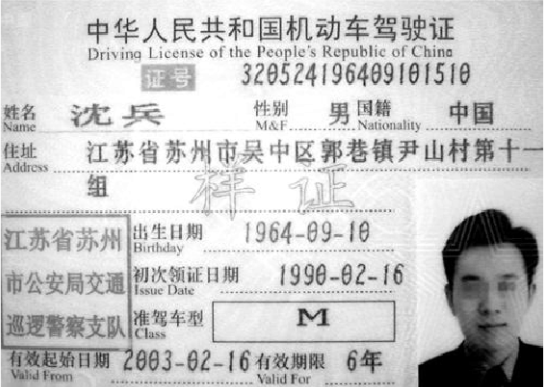 中华人民共和国机动车驾驶证
Driving License of the People's Republic of China
证号 320524196409101510
姓名 沈兵 性别 男 国籍 中国
Name M&F Nationality
住址 江苏省苏州市吴中区郭巷镇尹山村第十一
Address 组
样证
江苏省苏州
市公安局交通
巡逻警察支队
出生日期 1964-09-10
Birthday
初次领证日期 1990-02-16
Issue Date
准驾车型 M
Class
有效起始日期 2003-02-16 有效期限 6年
Valid From Valid For